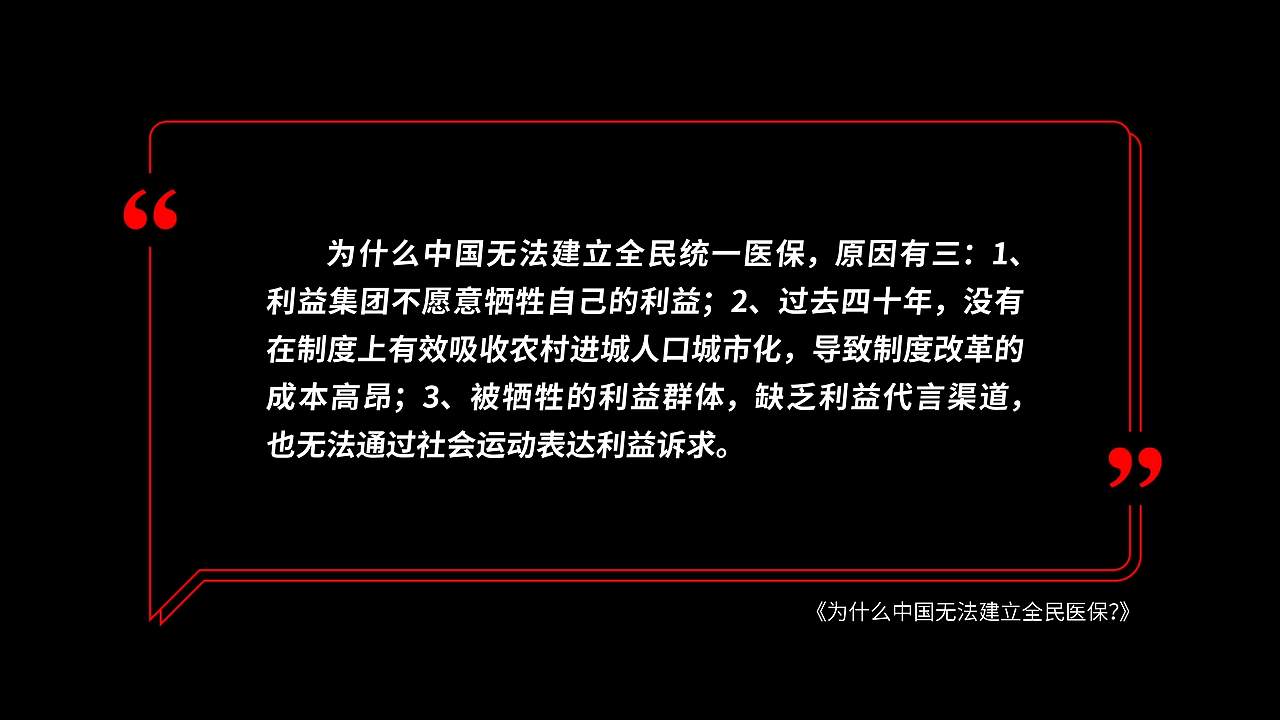 “
为什么中国无法建立全民统一医保，原因有三：1、
利益集团不愿意牺牲自己的利益；2、过去四十年，没有
在制度上有效吸收农村进城人口城市化，导致制度改革的
成本高昂；3、被牺牲的利益群体，缺乏利益代言渠道，
也无法通过社会运动表达利益诉求。
”
《为什么中国无法建立全民医保？》